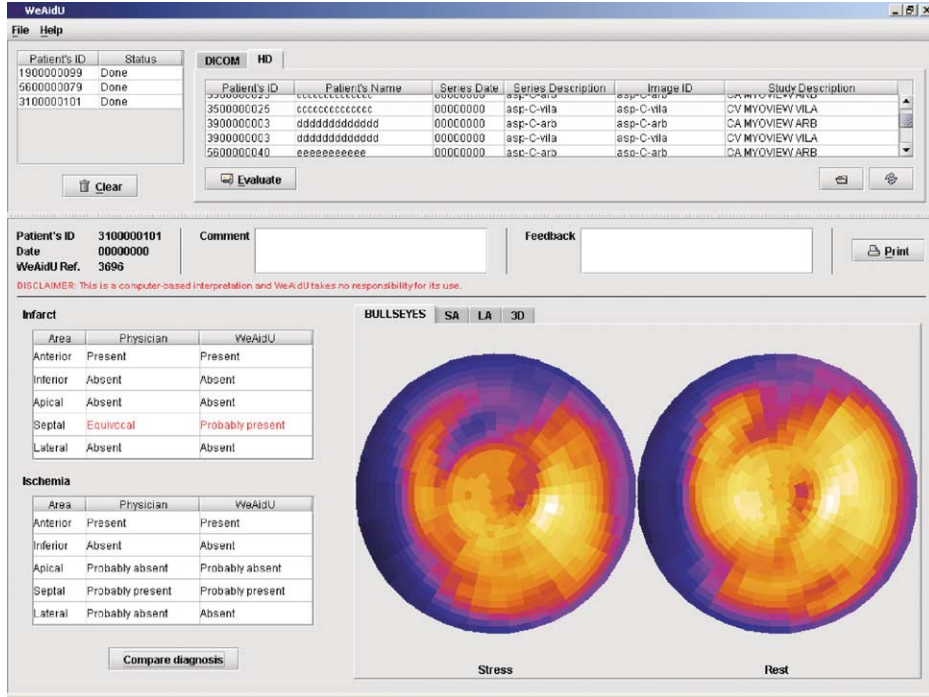 WeAidU
File Help
Patient's ID Status
1900000099 Done
5600000079 Done
3100000101 Done
Clear
DICOM HD
Patient's ID Patient's Name Series Date Series Description Image ID Study Description
3500000025 cccccccccccccc 00000000 asp-C-vila asp-C-vila CV MYOVIEW VILA
3900000003 ddddddddddddd 00000000 asp-C-arb asp-C-arb CA MYOVIEW ARB
3900000003 ddddddddddddd 00000000 asp-C-vila asp-C-vila CV MYOVIEW VILA
5600000040 eeeeeeeeeee 00000000 asp-C-arb asp-C-arb CA MYOVIEW ARB
Evaluate
Patient's ID 3100000101 Comment Feedback
Date 00000000
WeAidU Ref. 3696
Print
DISCLAIMER: This is a computer-based interpretation and WeAidU takes no responsibility for its use.
Infarct
Area Physician WeAidU
Anterior Present Present
Inferior Absent Absent
Apical Absent Absent
Septal Equivocal Probably present
Lateral Absent Absent
Ischemia
Area Physician WeAidU
Anterior Present Present
Inferior Absent Absent
Apical Probably absent Probably absent
Septal Probably present Probably present
Lateral Probably absent Absent
Compare diagnosis
BULLSEYES SA LA 3D
Stress Rest